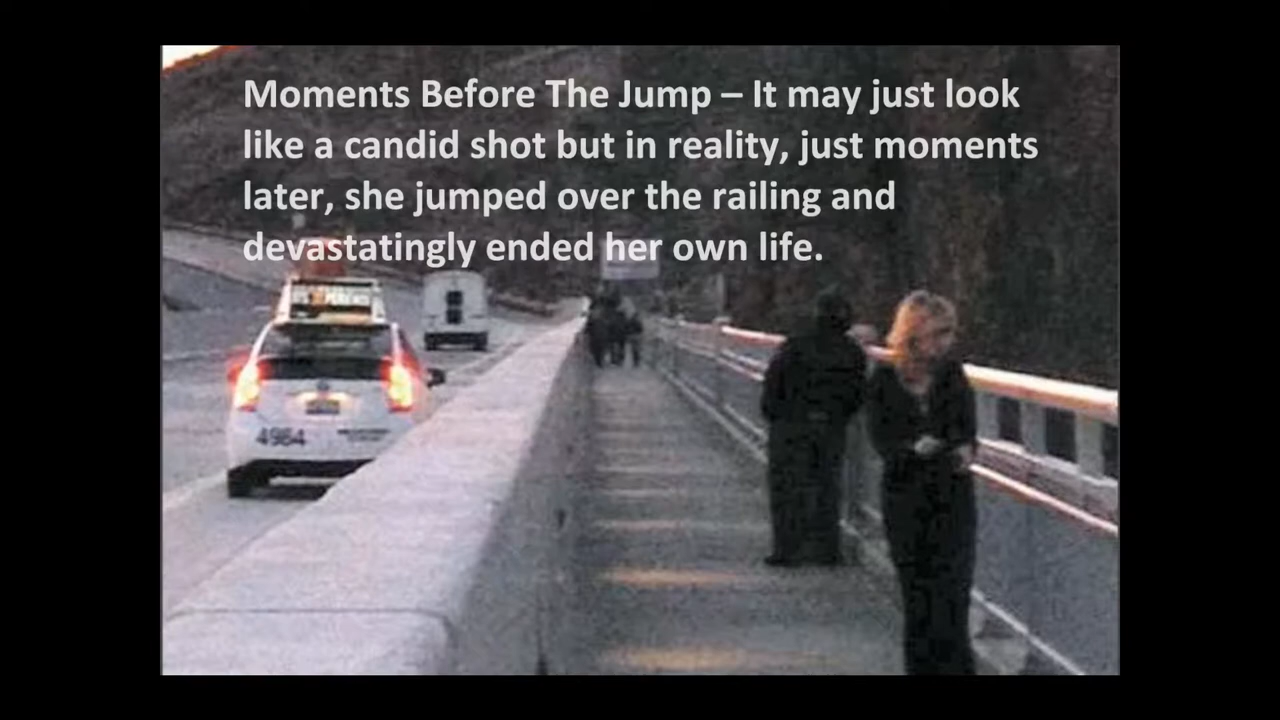 Moments Before The Jump – It may just look
like a candid shot but in reality, just moments
later, she jumped over the railing and
devastatingly ended her own life.
4984